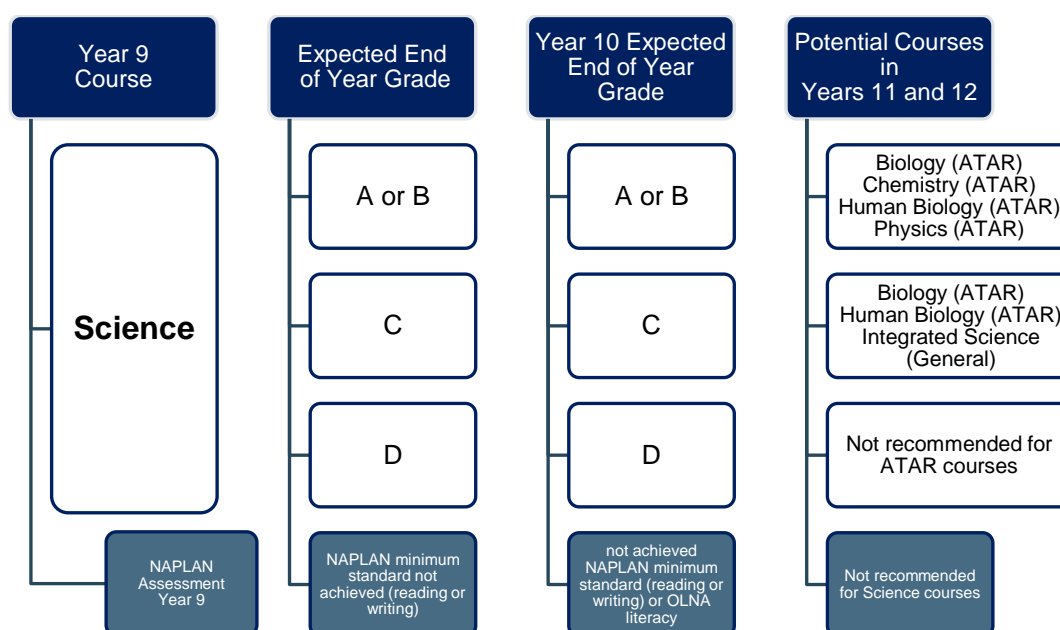 Year 9
Course
Expected End
of Year Grade
Year 10 Expected
End of Year
Grade
Potential Courses
in
Years 11 and 12
Science
A or B
A or B
Biology (ATAR)
Chemistry (ATAR)
Human Biology (ATAR)
Physics (ATAR)
C
C
Biology (ATAR)
Human Biology (ATAR)
Integrated Science
(General)
D
D
Not recommended for
ATAR courses
NAPLAN
Assessment
Year 9
NAPLAN minimum
standard not
achieved (reading or
writing)
not achieved
NAPLAN minimum
standard (reading or
writing) or OLNA
literacy
Not recommended
for Science courses